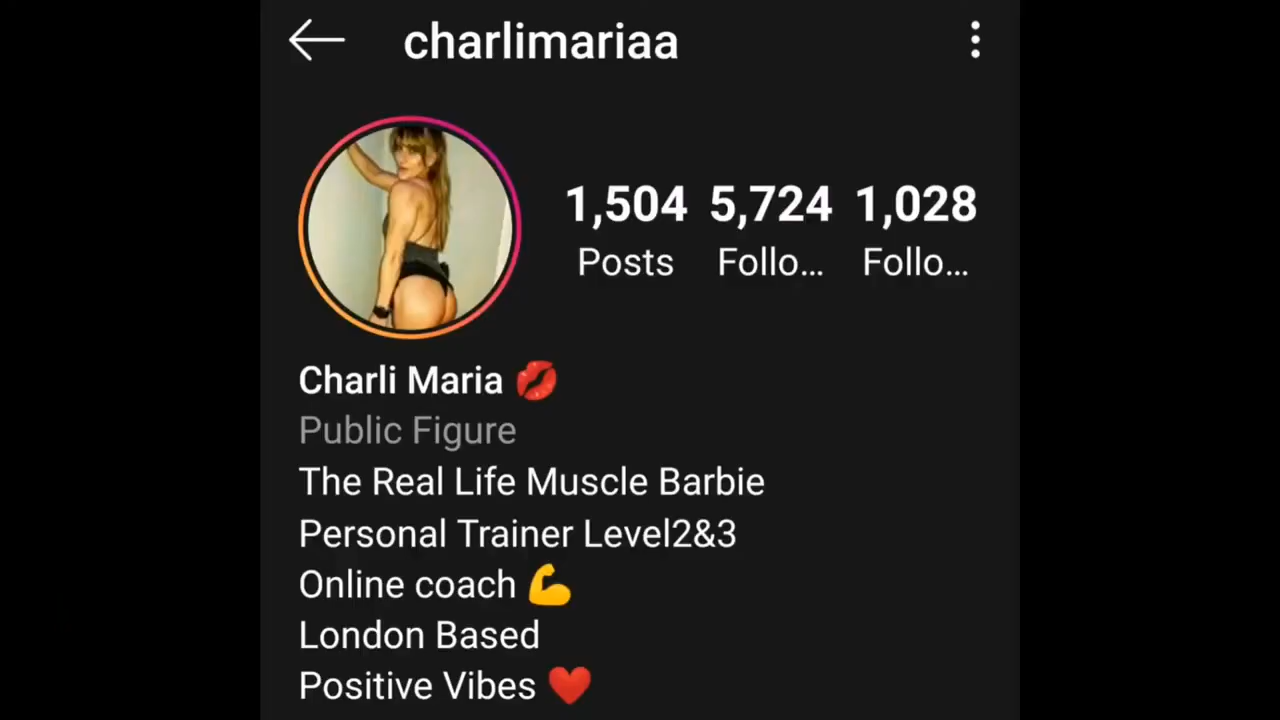 charlimariaa
1,504 5,724 1,028
Posts Follo... Follo...
Charli Maria 💋
Public Figure
The Real Life Muscle Barbie
Personal Trainer Level2&3
Online coach 💪
London Based
Positive Vibes ❤️